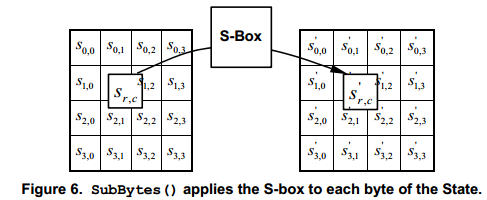 S-Box
s0,0 s0,1 s0,2 s0,3 s'0,0 s'0,1 s'0,2 s'0,3
s1,0 sr,c s1,2 s1,3 s'1,0 s'r,c s'1,2 s'1,3
s2,0 s2,1 s2,2 s2,3 s'2,0 s'2,1 s'2,2 s'2,3
s3,0 s3,1 s3,2 s3,3 s'3,0 s'3,1 s'3,2 s'3,3
Figure 6. SubBytes() applies the S-box to each byte of the State.